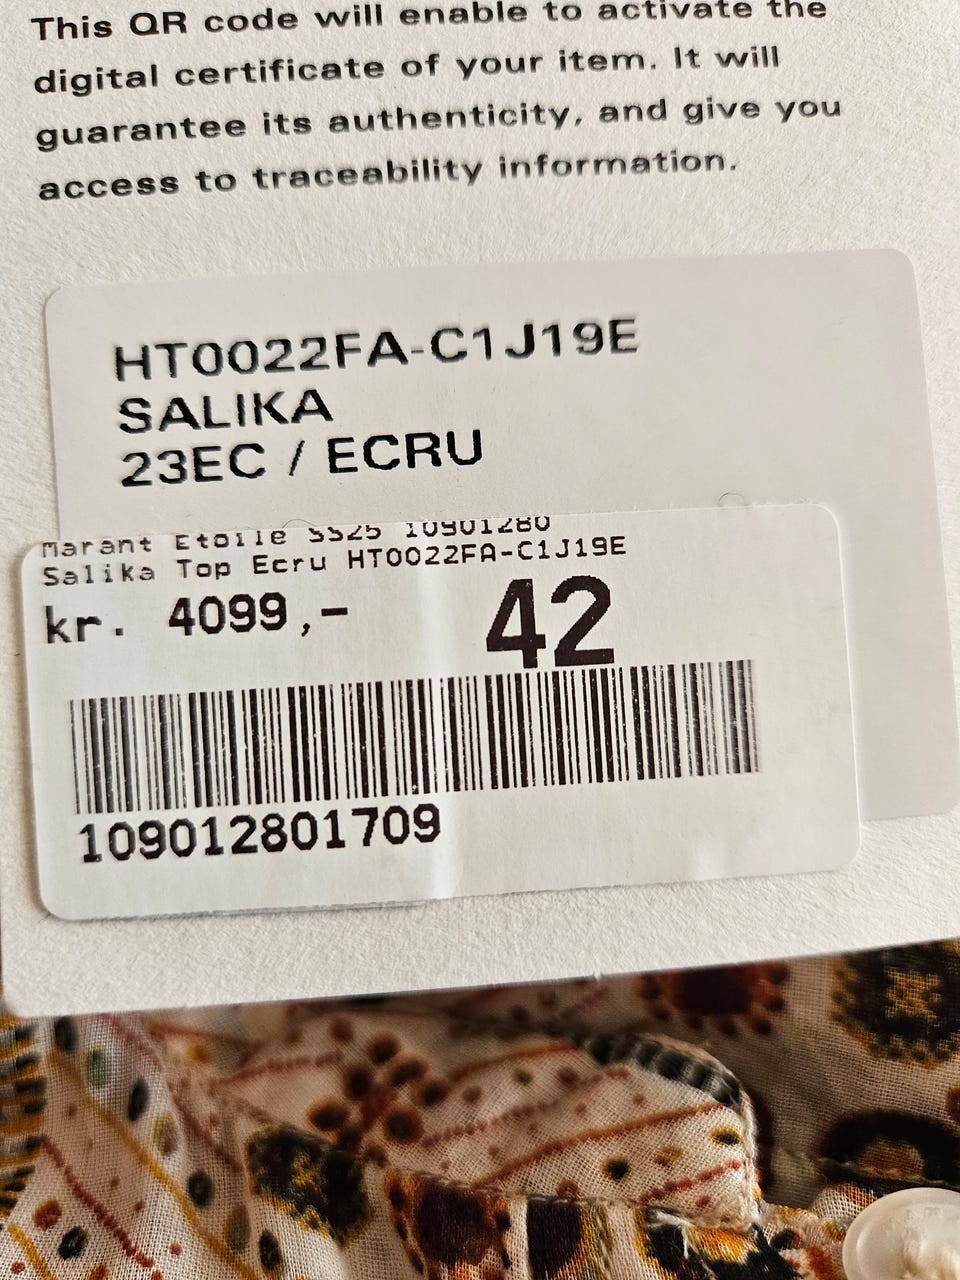 This QR code will enable to activate the
digital certificate of your item. It will
guarantee its authenticity, and give you
access to traceability information.
HT0022FA-C1J19E
SALIKA
23EC / ECRU
Marant Etoile SS25 10901280
Salika Top Ecru HT0022FA-C1J19E
kr. 4099,-
42
109012801709